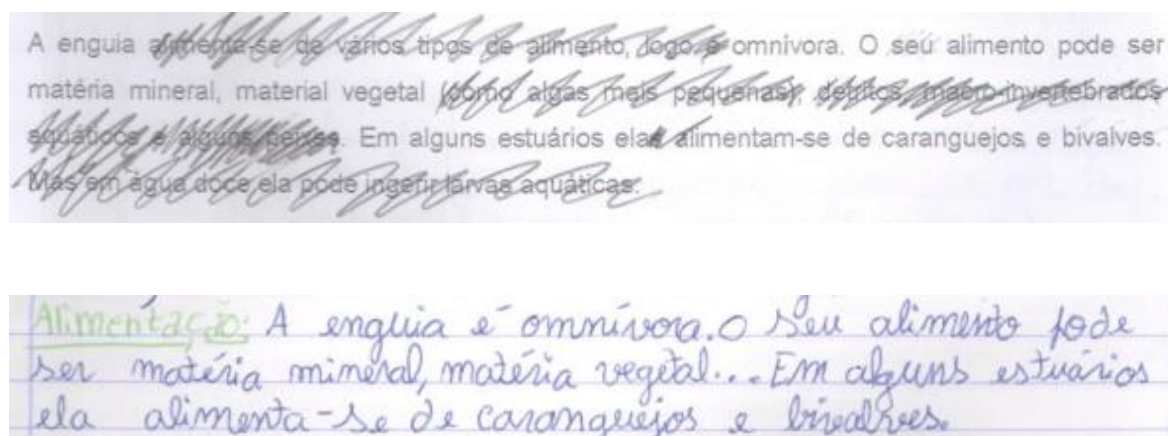 A enguia alimenta-se de vários tipos de alimento, logo é omnívora. O seu alimento pode ser
matéria mineral, material vegetal (como algas mais pequenas), detritos, macro-invertebrados
aquáticos e alguns peixes. Em alguns estuários elas alimentam-se de caranguejos e bivalves.
Mas em água doce ela pode ingerir larvas aquáticas.
Alimentação: A enguia é omnívora. O seu alimento pode
ser matéria mineral, matéria vegetal... Em alguns estuários
ela alimenta-se de caranguejos e bivalves.